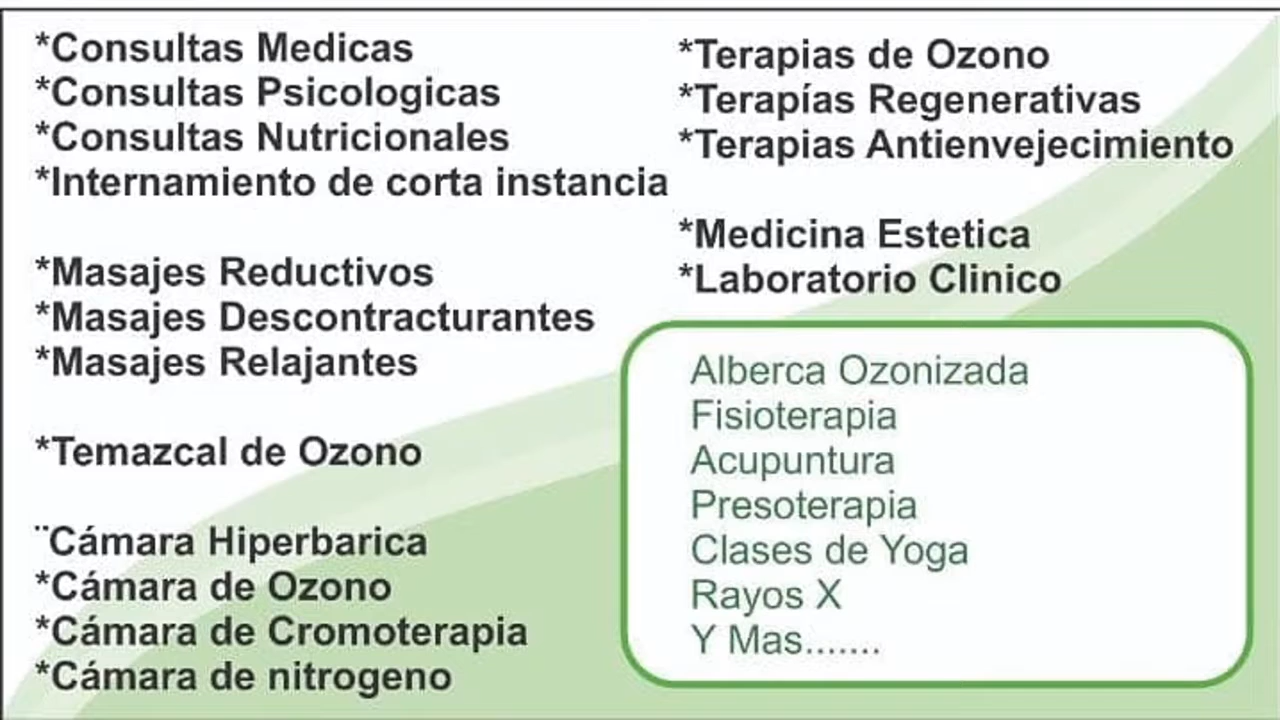 *Consultas Medicas
*Consultas Psicologicas
*Consultas Nutricionales
*Internamiento de corta instancia
*Masajes Reductivos
*Masajes Descontracturantes
*Masajes Relajantes
*Temazcal de Ozono
¨Cámara Hiperbarica
*Cámara de Ozono
*Cámara de Cromoterapia
*Cámara de nitrogeno
*Terapias de Ozono
*Terapías Regenerativas
*Terapias Antienvejecimiento
*Medicina Estetica
*Laboratorio Clinico
Alberca Ozonizada
Fisioterapia
Acupuntura
Presoterapia
Clases de Yoga
Rayos X
Y Mas.......